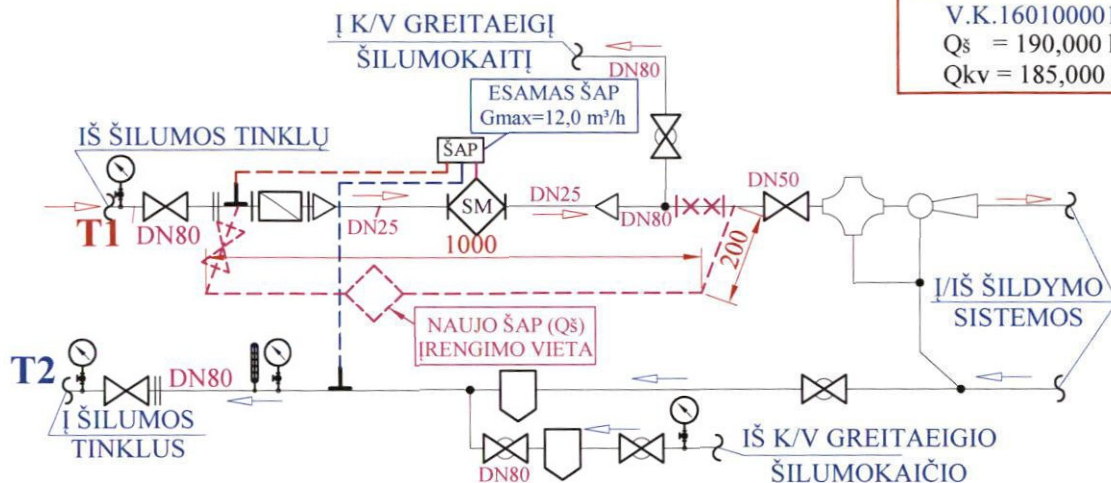 Į K/V GREITAEIGĮ
ŠILUMOKAITĮ
DN80
V.K.16010000
Qš = 190,000
Qkv = 185,000
ESAMAS ŠAP
Gmax=12,0 m³/h
IŠ ŠILUMOS TINKLŲ
ŠAP
T1
DN80
DN25
SM
DN25
DN80
DN50
1000
200
NAUJO ŠAP (Qš)
ĮRENGIMO VIETA
Į/IŠ ŠILDYMO
SISTEMOS
T2
DN80
Į ŠILUMOS
TINKLUS
DN80
IŠ K/V GREITAEIGIO
ŠILUMOKAIČIO